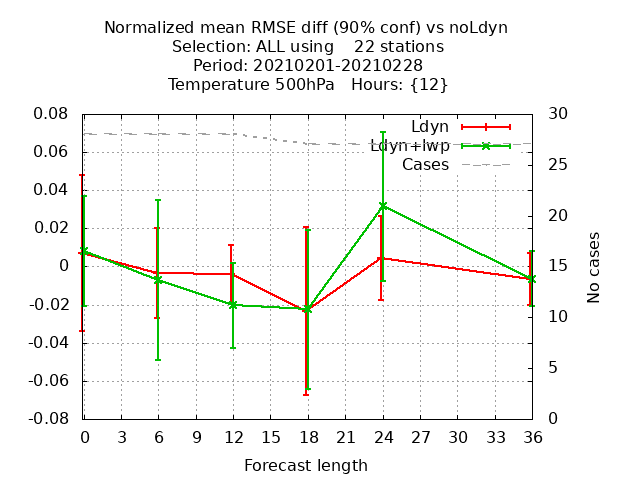 Normalized mean RMSE diff (90% conf) vs noLdyn
Selection: ALL using    22 stations
Period: 20210201-20210228
Temperature 500hPa   Hours: {12}
0.08
0.06
0.04
0.02
0
-0.02
-0.04
-0.06
-0.08
Ldyn
Ldyn+lwp
Cases
30
25
20
15
10
5
0
No cases
0 3 6 9 12 15 18 21 24 27 30 33 36
Forecast length